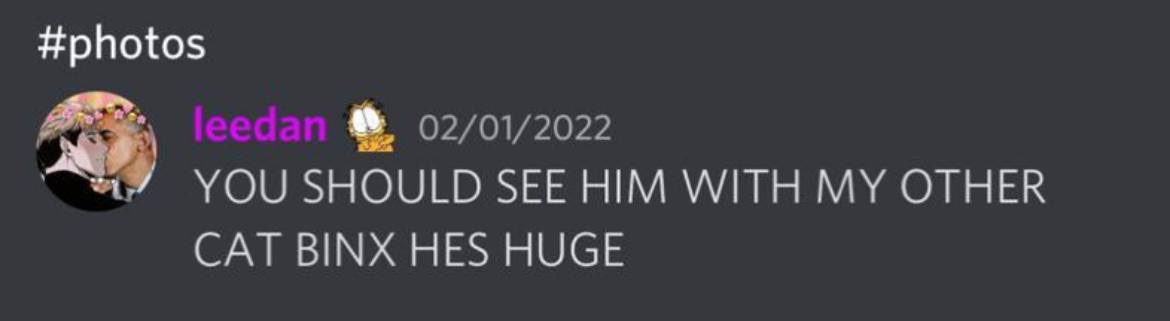 #photos
leedan 02/01/2022
YOU SHOULD SEE HIM WITH MY OTHER
CAT BINX HES HUGE